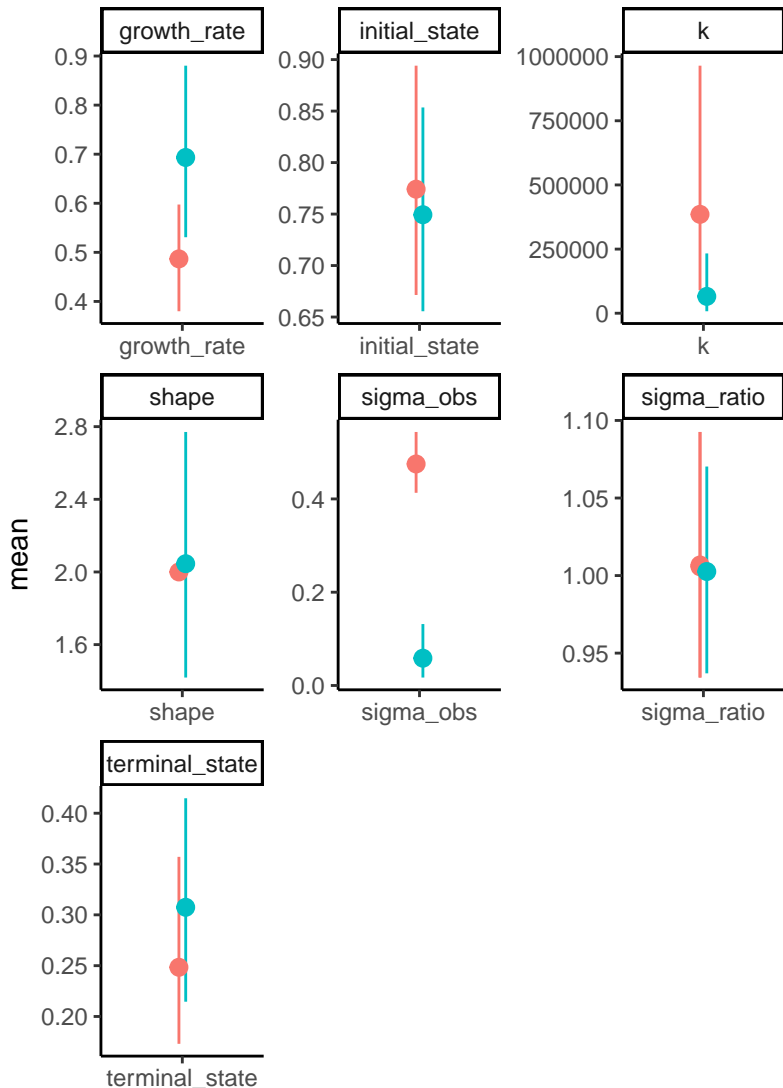 growth_rate
initial_state
k
0.9
0.8
0.7
0.6
0.5
0.4
growth_rate
0.90
0.85
0.80
0.75
0.70
0.65
initial_state
1000000
750000
500000
250000
0
k
shape
sigma_obs
sigma_ratio
mean
2.8
2.4
2.0
1.6
shape
0.4
0.2
0.0
sigma_obs
1.10
1.05
1.00
0.95
sigma_ratio
terminal_state
0.40
0.35
0.30
0.25
0.20
terminal_state